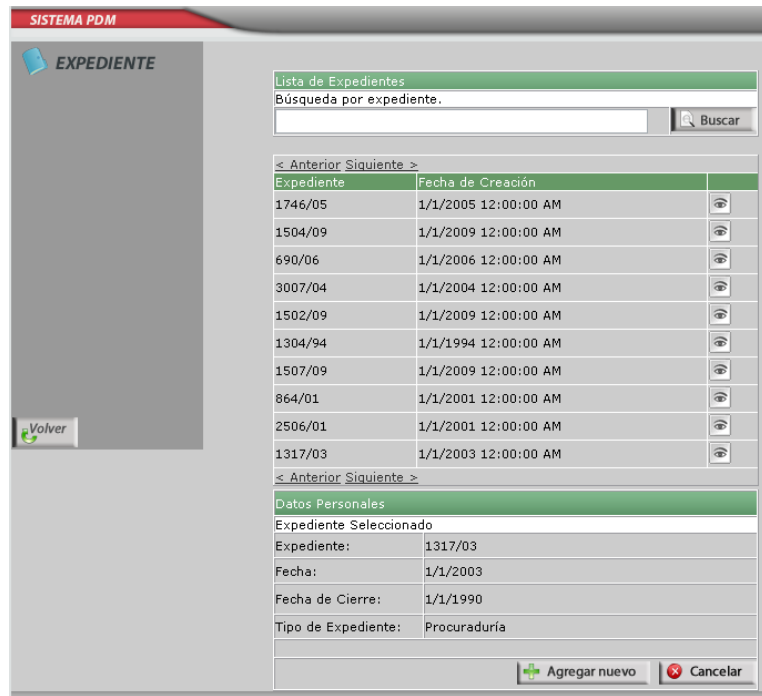 SISTEMA PDM
EXPEDIENTE
Lista de Expedientes
Búsqueda por expediente.
Buscar
< Anterior Siguiente >
Expediente Fecha de Creación
1746/05 1/1/2005 12:00:00 AM
1504/09 1/1/2009 12:00:00 AM
690/06 1/1/2006 12:00:00 AM
3007/04 1/1/2004 12:00:00 AM
1502/09 1/1/2009 12:00:00 AM
1304/94 1/1/1994 12:00:00 AM
1507/09 1/1/2009 12:00:00 AM
864/01 1/1/2001 12:00:00 AM
2506/01 1/1/2001 12:00:00 AM
1317/03 1/1/2003 12:00:00 AM
< Anterior Siguiente >
Volver
Datos Personales
Expediente Seleccionado
Expediente: 1317/03
Fecha: 1/1/2003
Fecha de Cierre: 1/1/1990
Tipo de Expediente: Procuraduría
Agregar nuevo Cancelar